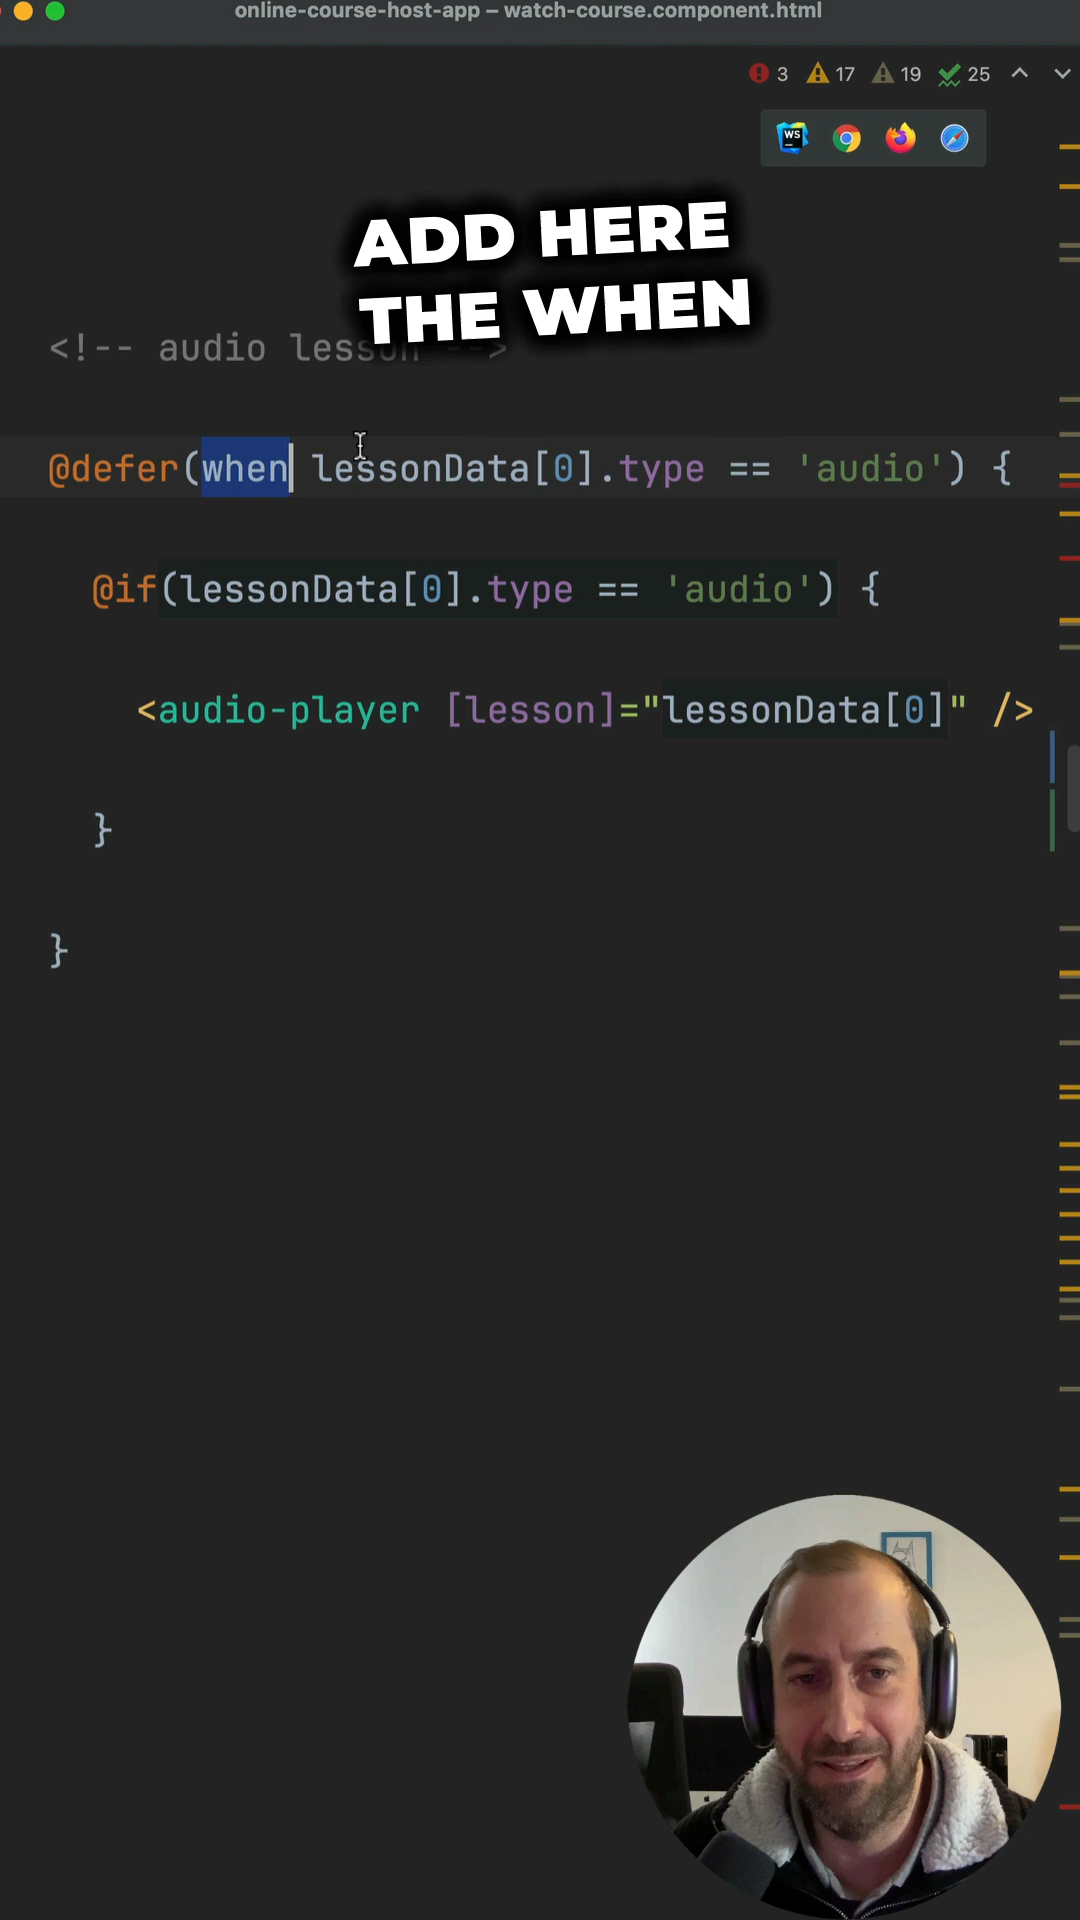 online-course-host-app – watch-course.component.html
3 17 19 25
WS
ADD HERE
THE WHEN
<!-- audio lesson -->
@defer(when lessonData[0].type == 'audio') {
@if(lessonData[0].type == 'audio') {
<audio-player [lesson]="lessonData[0]" />
}
}